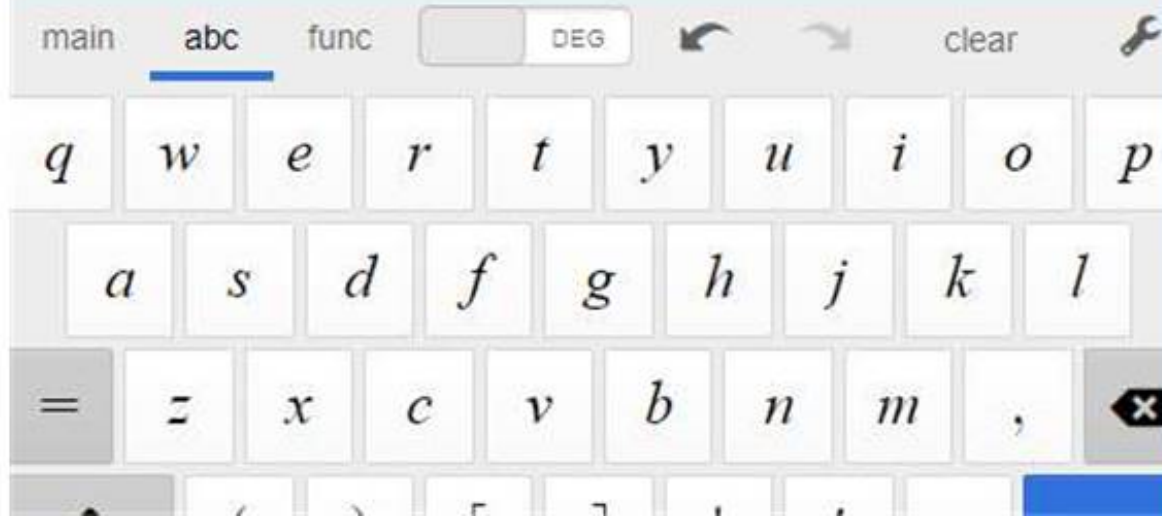 main abc func DEG clear
q w e r t y u i o p
a s d f g h j k l
= z x c v b n m ,